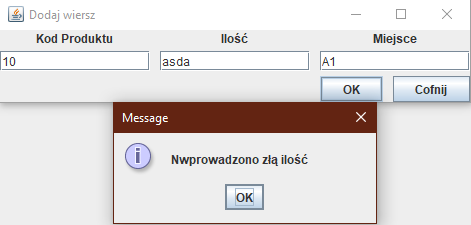 Dodaj wiersz
Kod Produktu Ilość Miejsce
10 asda A1
OK Cofnij
Message
Nwprowadzono złą ilość
OK